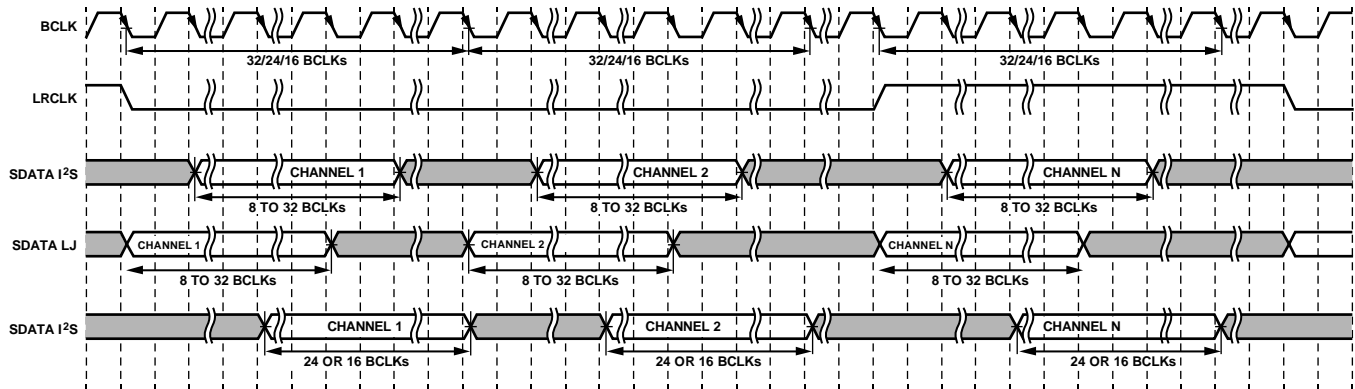 BCLK
32/24/16 BCLKs 32/24/16 BCLKs 32/24/16 BCLKs
LRCLK
SDATA I²S CHANNEL 1 CHANNEL 2 CHANNEL N
8 TO 32 BCLKs 8 TO 32 BCLKs 8 TO 32 BCLKs
SDATA LJ CHANNEL 1 CHANNEL 2 CHANNEL N
8 TO 32 BCLKs 8 TO 32 BCLKs 8 TO 32 BCLKs
SDATA I²S CHANNEL 1 CHANNEL 2 CHANNEL N
24 OR 16 BCLKs 24 OR 16 BCLKs 24 OR 16 BCLKs